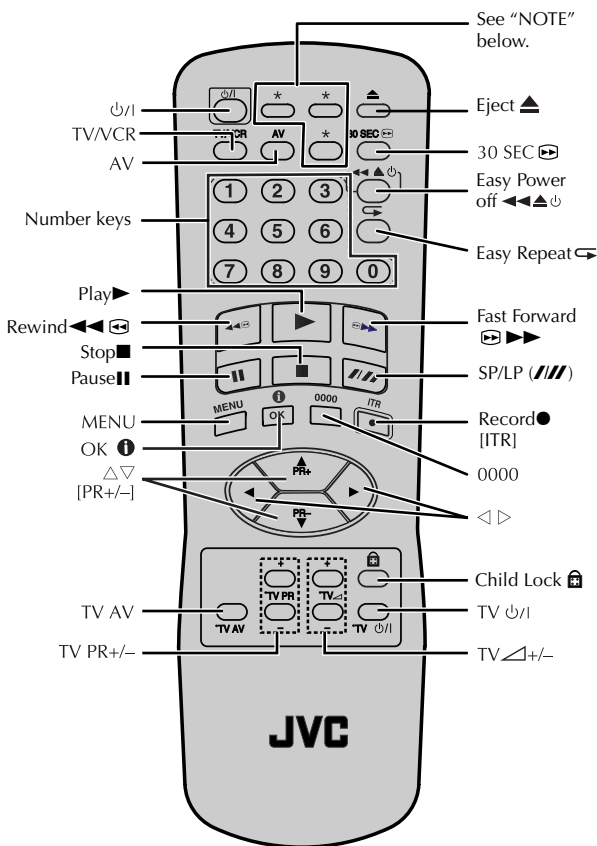 See “NOTE”
below.
⏻/I
TV/VCR
AV
Number keys
Play►
Rewind◄◄
Stop■
Pause❚❚
MENU
OK ℹ
△▽
[PR+/–]
TV AV
TV PR+/–
Eject ⏏
30 SEC
Easy Power
off ◄◄⏏⏻
Easy Repeat
Fast Forward
►►
SP/LP
Record●
[ITR]
0000
◁ ▷
Child Lock
TV ⏻/I
TV⊿+/–
⏻/I * * ⏏
TV/VCR AV * 30 SEC
◄◄ ⏏ ⏻
1 2 3
4 5 6
7 8 9 0
MENU ℹ 0000 ITR
OK
PR+
PR–
+ +
*TV PR *TV⊿
*TV AV – – *TV ⏻/I
JVC